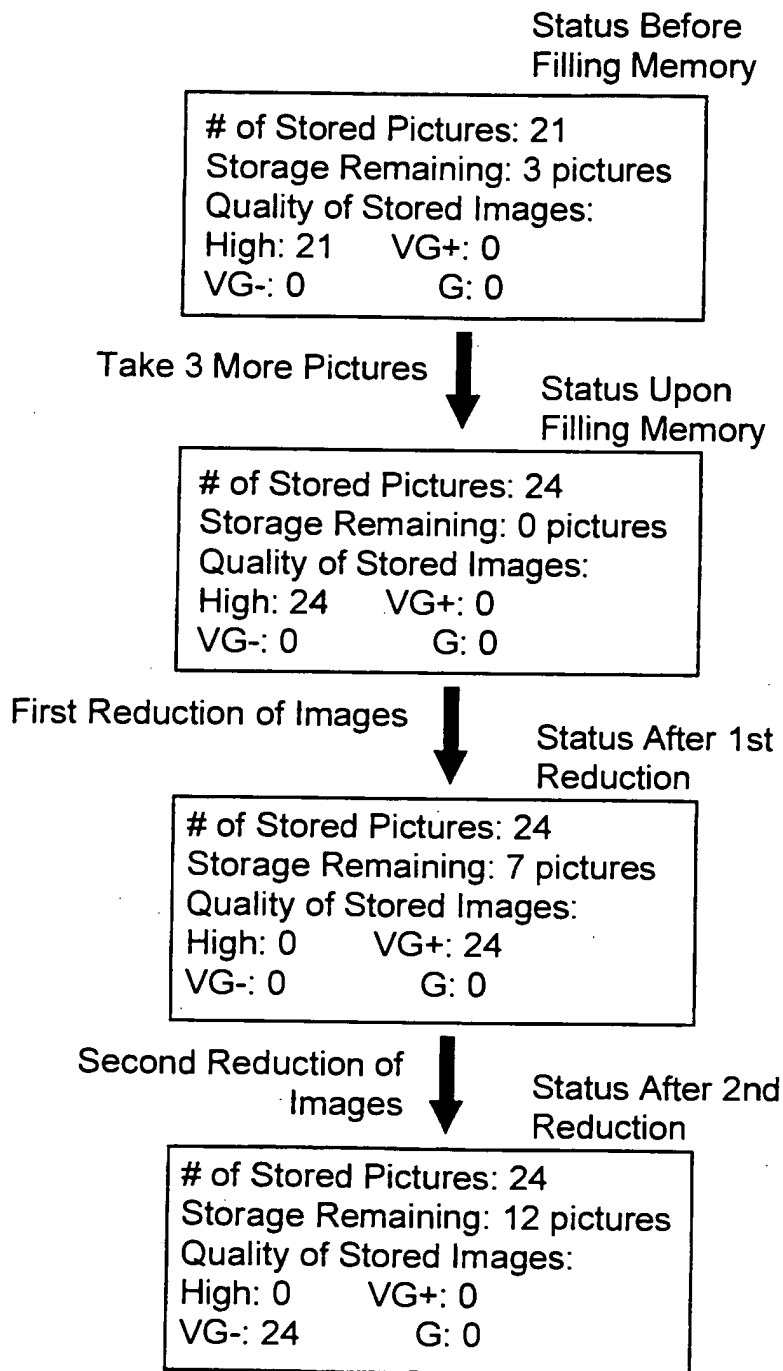 Status Before
Filling Memory
# of Stored Pictures: 21
Storage Remaining: 3 pictures
Quality of Stored Images:
High: 21 VG+: 0
VG-: 0 G: 0
Take 3 More Pictures
Status Upon
Filling Memory
# of Stored Pictures: 24
Storage Remaining: 0 pictures
Quality of Stored Images:
High: 24 VG+: 0
VG-: 0 G: 0
First Reduction of Images
Status After 1st
Reduction
# of Stored Pictures: 24
Storage Remaining: 7 pictures
Quality of Stored Images:
High: 0 VG+: 24
VG-: 0 G: 0
Second Reduction of
Images
Status After 2nd
Reduction
# of Stored Pictures: 24
Storage Remaining: 12 pictures
Quality of Stored Images:
High: 0 VG+: 0
VG-: 24 G: 0